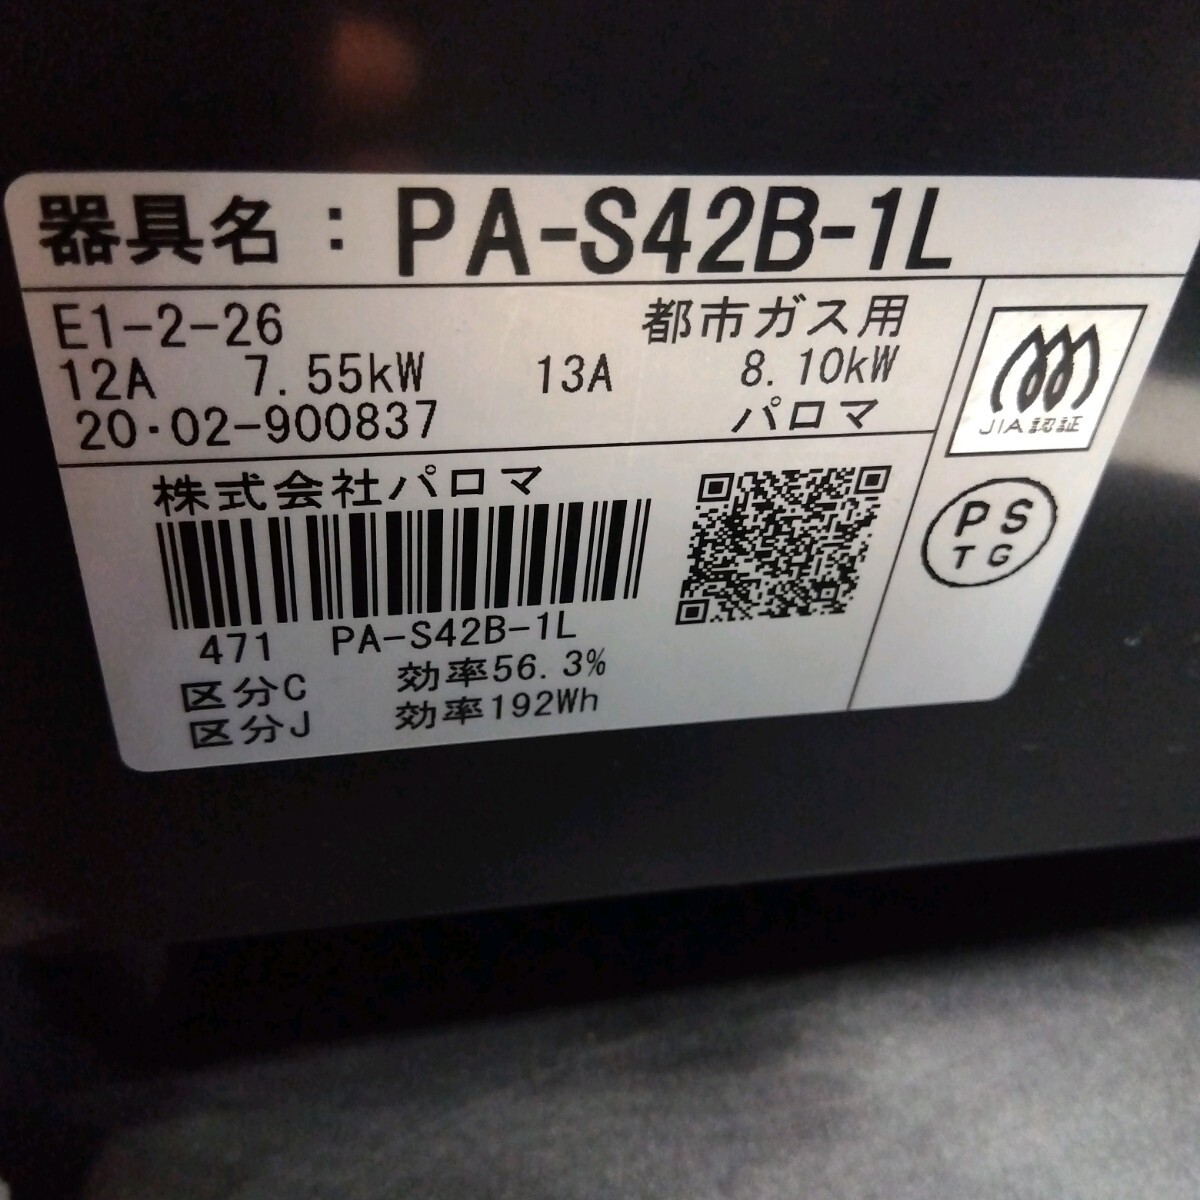 器具名：PA-S42B-1L
E1-2-26 都市ガス用
12A 7.55kW 13A 8.10kW
20・02-900837 パロマ
JIA認証
PS
TG
株式会社パロマ
471 PA-S42B-1L
区分C 効率56.3%
区分J 効率192Wh